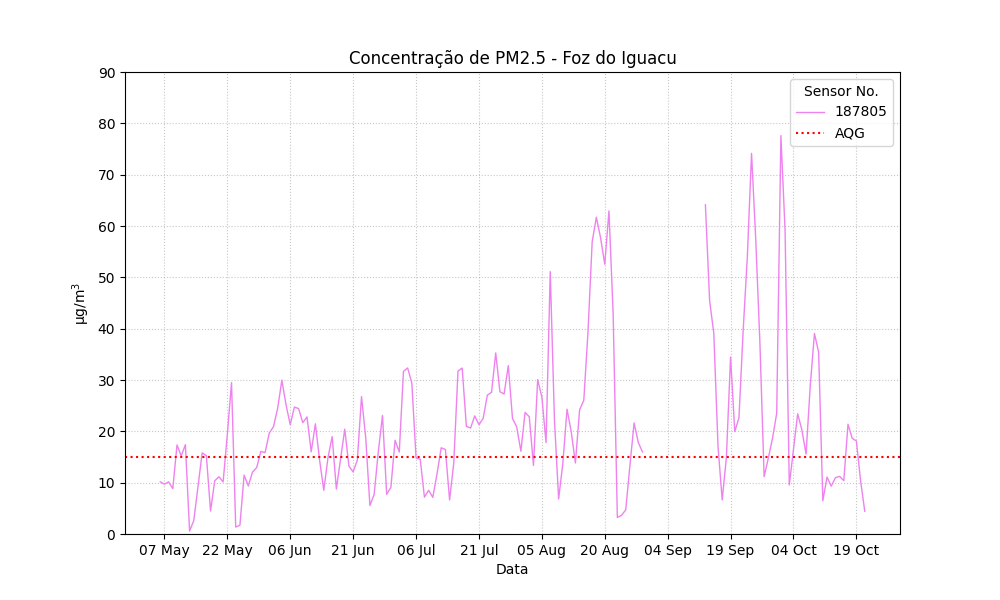 Concentração de PM2.5 - Foz do Iguacu
Sensor No.
187805
AQG
90
80
70
60
50
40
30
20
10
0
µg/m³
07 May 22 May 06 Jun 21 Jun 06 Jul 21 Jul 05 Aug 20 Aug 04 Sep 19 Sep 04 Oct 19 Oct
Data